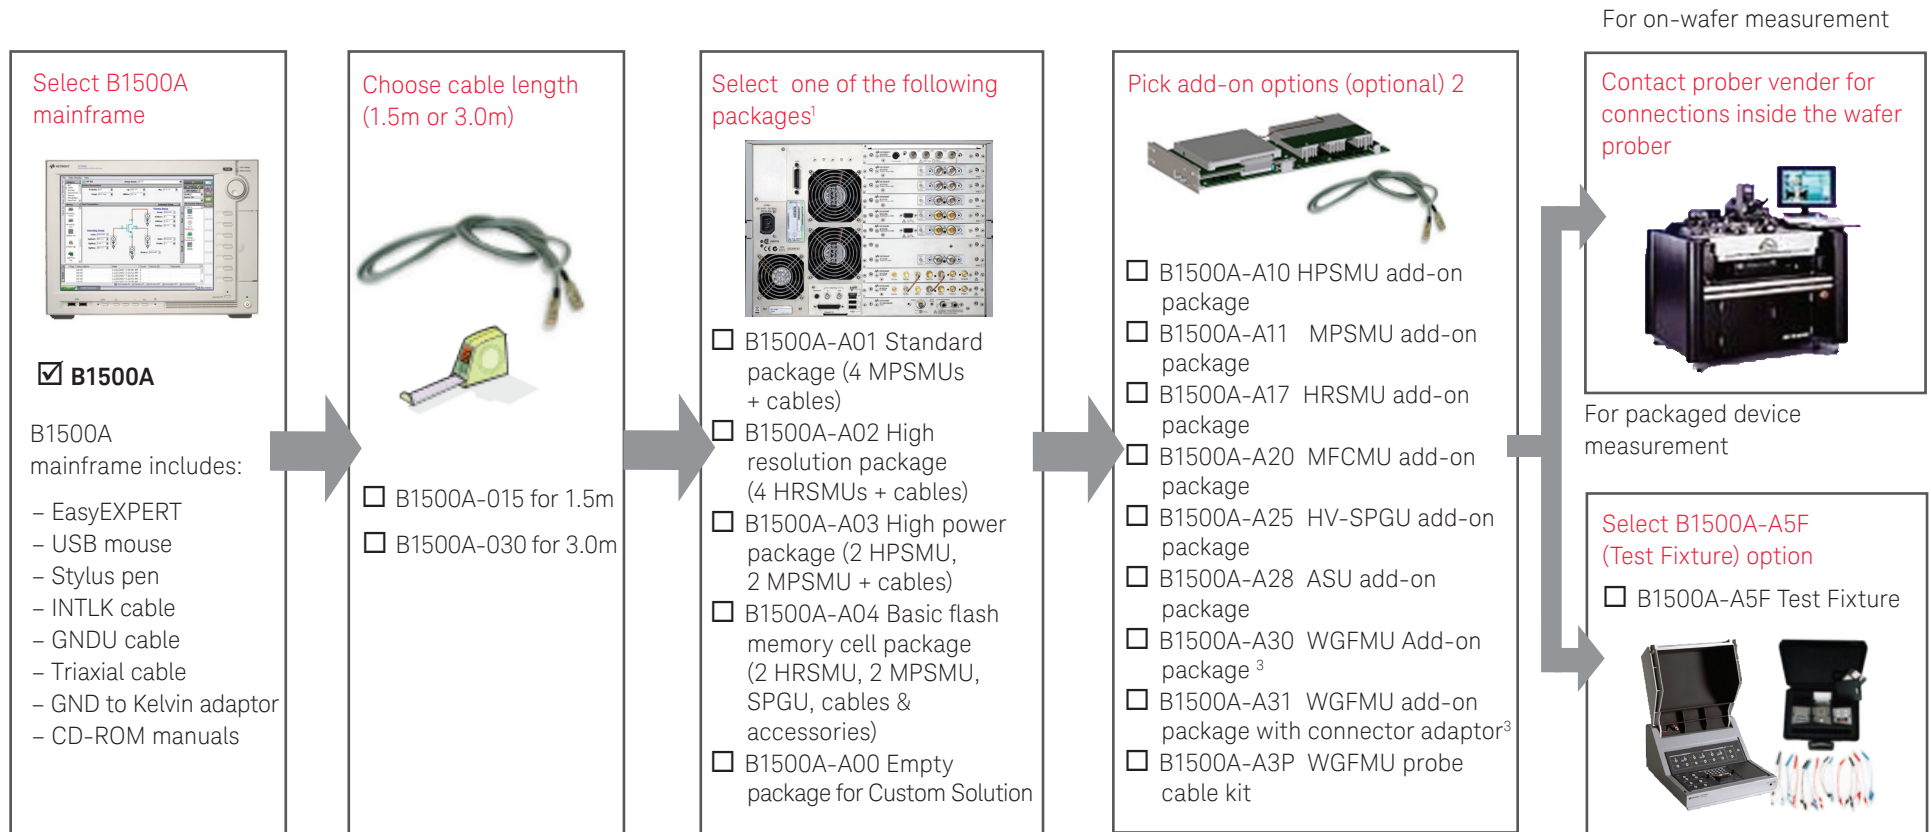 Select B1500A
mainframe
☑ B1500A
B1500A
mainframe includes:
– EasyEXPERT
– USB mouse
– Stylus pen
– INTLK cable
– GNDU cable
– Triaxial cable
– GND to Kelvin adaptor
– CD-ROM manuals
Choose cable length
(1.5m or 3.0m)
☐ B1500A-015 for 1.5m
☐ B1500A-030 for 3.0m
Select one of the following
packages¹
☐ B1500A-A01 Standard
package (4 MPSMUs
+ cables)
☐ B1500A-A02 High
resolution package
(4 HRSMUs + cables)
☐ B1500A-A03 High power
package (2 HPSMU,
2 MPSMU + cables)
☐ B1500A-A04 Basic flash
memory cell package
(2 HRSMU, 2 MPSMU,
SPGU, cables &
accessories)
☐ B1500A-A00 Empty
package for Custom Solution
Pick add-on options (optional) 2
☐ B1500A-A10 HPSMU add-on
package
☐ B1500A-A11 MPSMU add-on
package
☐ B1500A-A17 HRSMU add-on
package
☐ B1500A-A20 MFCMU add-on
package
☐ B1500A-A25 HV-SPGU add-on
package
☐ B1500A-A28 ASU add-on
package
☐ B1500A-A30 WGFMU Add-on
package ³
☐ B1500A-A31 WGFMU add-on
package with connector adaptor³
☐ B1500A-A3P WGFMU probe
cable kit
For on-wafer measurement
Contact prober vender for
connections inside the wafer
prober
For packaged device
measurement
Select B1500A-A5F
(Test Fixture) option
☐ B1500A-A5F Test Fixture